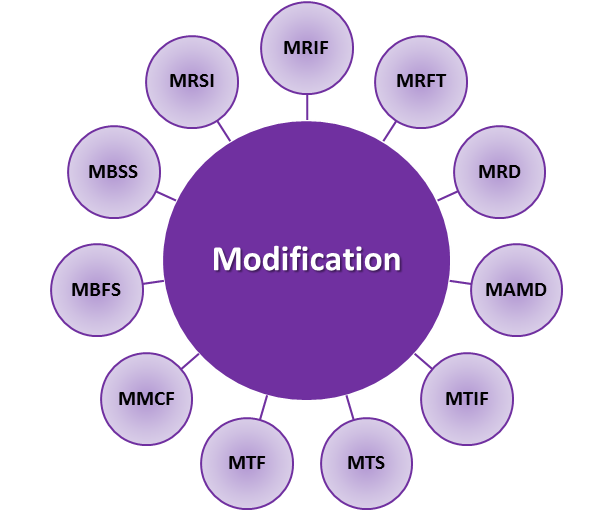 MRIF
MRSI
MRFT
MBSS
MRD
Modification
MBFS
MAMD
MMCF
MTIF
MTF
MTS